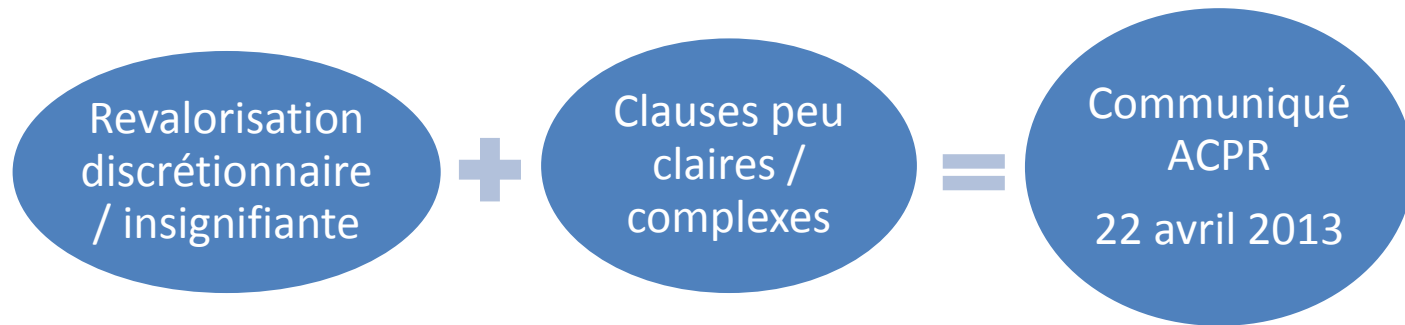 Revalorisation
discrétionnaire
/ insignifiante
+
Clauses peu
claires /
complexes
=
Communiqué
ACPR
22 avril 2013